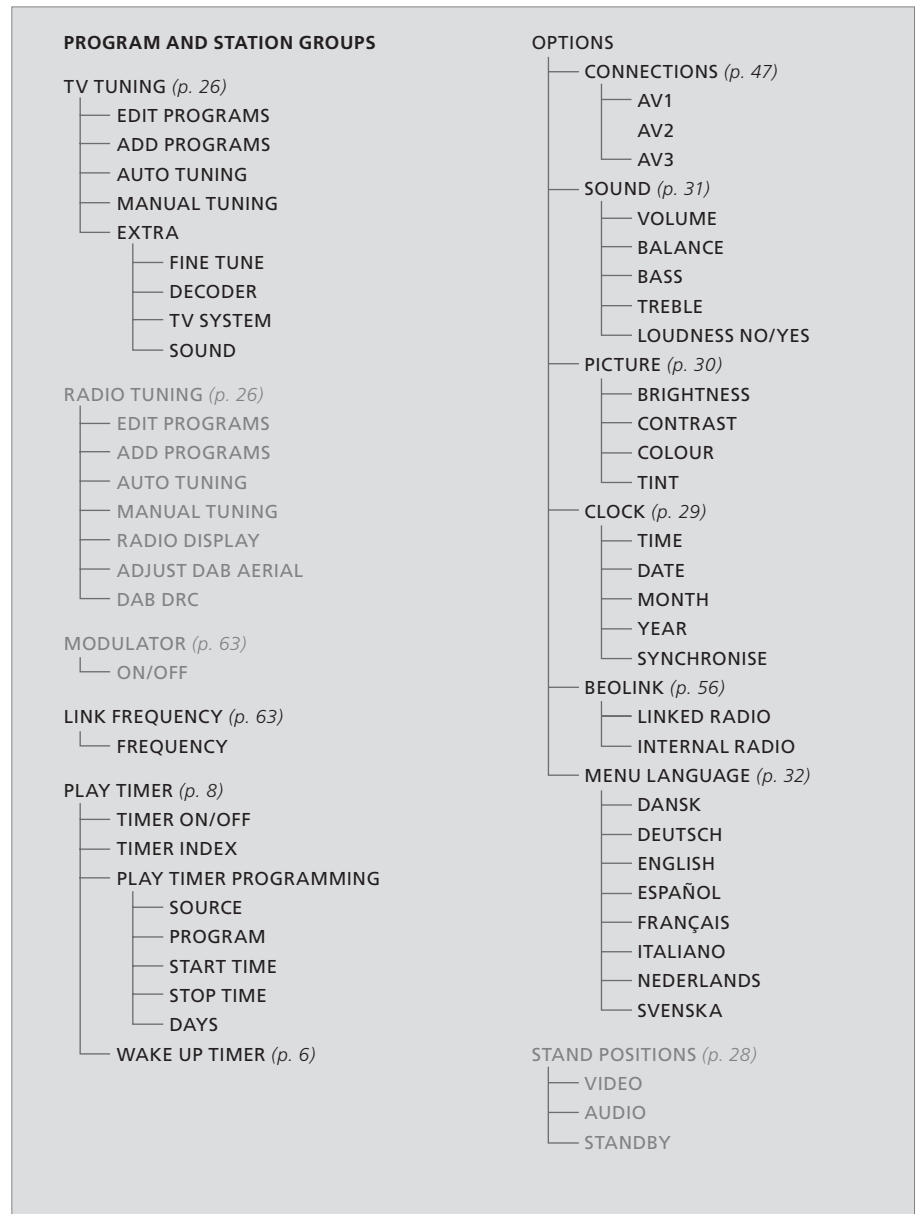 PROGRAM AND STATION GROUPS
TV TUNING (p. 26)
EDIT PROGRAMS
ADD PROGRAMS
AUTO TUNING
MANUAL TUNING
EXTRA
FINE TUNE
DECODER
TV SYSTEM
SOUND
RADIO TUNING (p. 26)
EDIT PROGRAMS
ADD PROGRAMS
AUTO TUNING
MANUAL TUNING
RADIO DISPLAY
ADJUST DAB AERIAL
DAB DRC
MODULATOR (p. 63)
ON/OFF
LINK FREQUENCY (p. 63)
FREQUENCY
PLAY TIMER (p. 8)
TIMER ON/OFF
TIMER INDEX
PLAY TIMER PROGRAMMING
SOURCE
PROGRAM
START TIME
STOP TIME
DAYS
WAKE UP TIMER (p. 6)
OPTIONS
CONNECTIONS (p. 47)
AV1
AV2
AV3
SOUND (p. 31)
VOLUME
BALANCE
BASS
TREBLE
LOUDNESS NO/YES
PICTURE (p. 30)
BRIGHTNESS
CONTRAST
COLOUR
TINT
CLOCK (p. 29)
TIME
DATE
MONTH
YEAR
SYNCHRONISE
BEOLINK (p. 56)
LINKED RADIO
INTERNAL RADIO
MENU LANGUAGE (p. 32)
DANSK
DEUTSCH
ENGLISH
ESPAÑOL
FRANÇAIS
ITALIANO
NEDERLANDS
SVENSKA
STAND POSITIONS (p. 28)
VIDEO
AUDIO
STANDBY